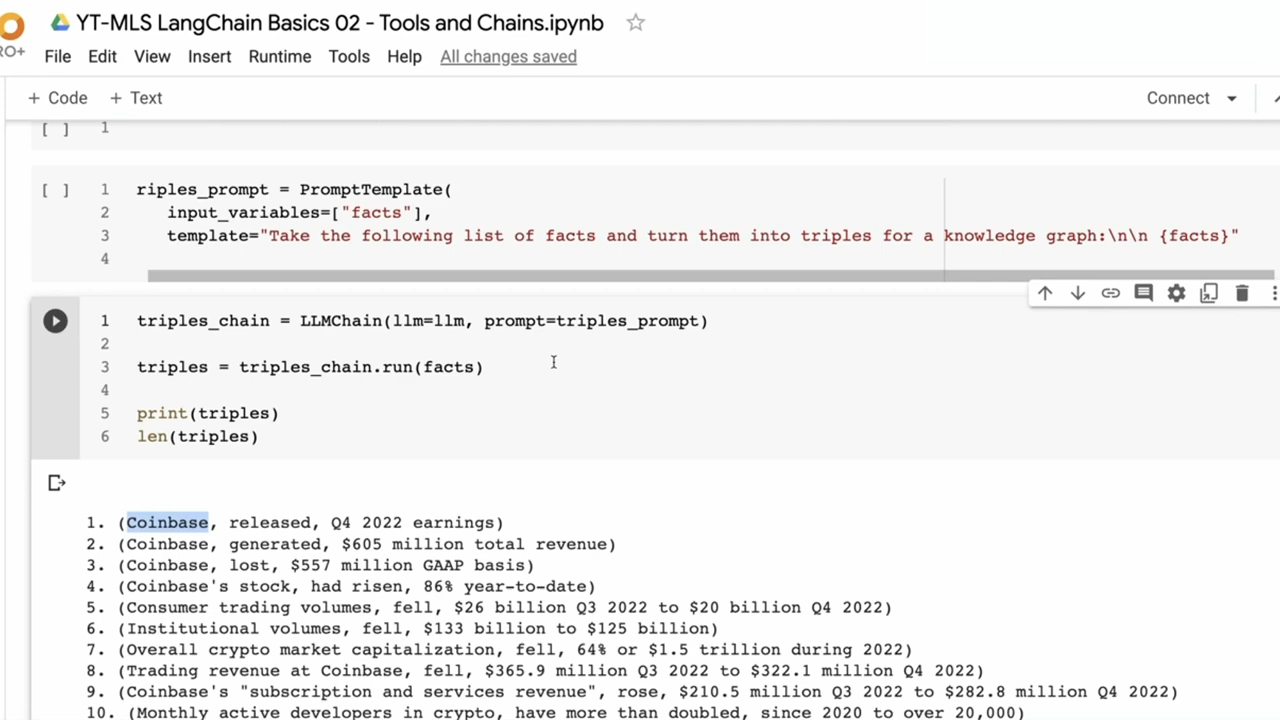 YT-MLS LangChain Basics 02 - Tools and Chains.ipynb
RO+
File Edit View Insert Runtime Tools Help All changes saved
+ Code + Text Connect
[ ] 1
[ ] 1 riples_prompt = PromptTemplate(
2 input_variables=["facts"],
3 template="Take the following list of facts and turn them into triples for a knowledge graph:\n\n {facts}"
4
1 triples_chain = LLMChain(llm=llm, prompt=triples_prompt)
2
3 triples = triples_chain.run(facts)
4
5 print(triples)
6 len(triples)
1. (Coinbase, released, Q4 2022 earnings)
2. (Coinbase, generated, $605 million total revenue)
3. (Coinbase, lost, $557 million GAAP basis)
4. (Coinbase's stock, had risen, 86% year-to-date)
5. (Consumer trading volumes, fell, $26 billion Q3 2022 to $20 billion Q4 2022)
6. (Institutional volumes, fell, $133 billion to $125 billion)
7. (Overall crypto market capitalization, fell, 64% or $1.5 trillion during 2022)
8. (Trading revenue at Coinbase, fell, $365.9 million Q3 2022 to $322.1 million Q4 2022)
9. (Coinbase's "subscription and services revenue", rose, $210.5 million Q3 2022 to $282.8 million Q4 2022)
10. (Monthly active developers in crypto, have more than doubled, since 2020 to over 20,000)